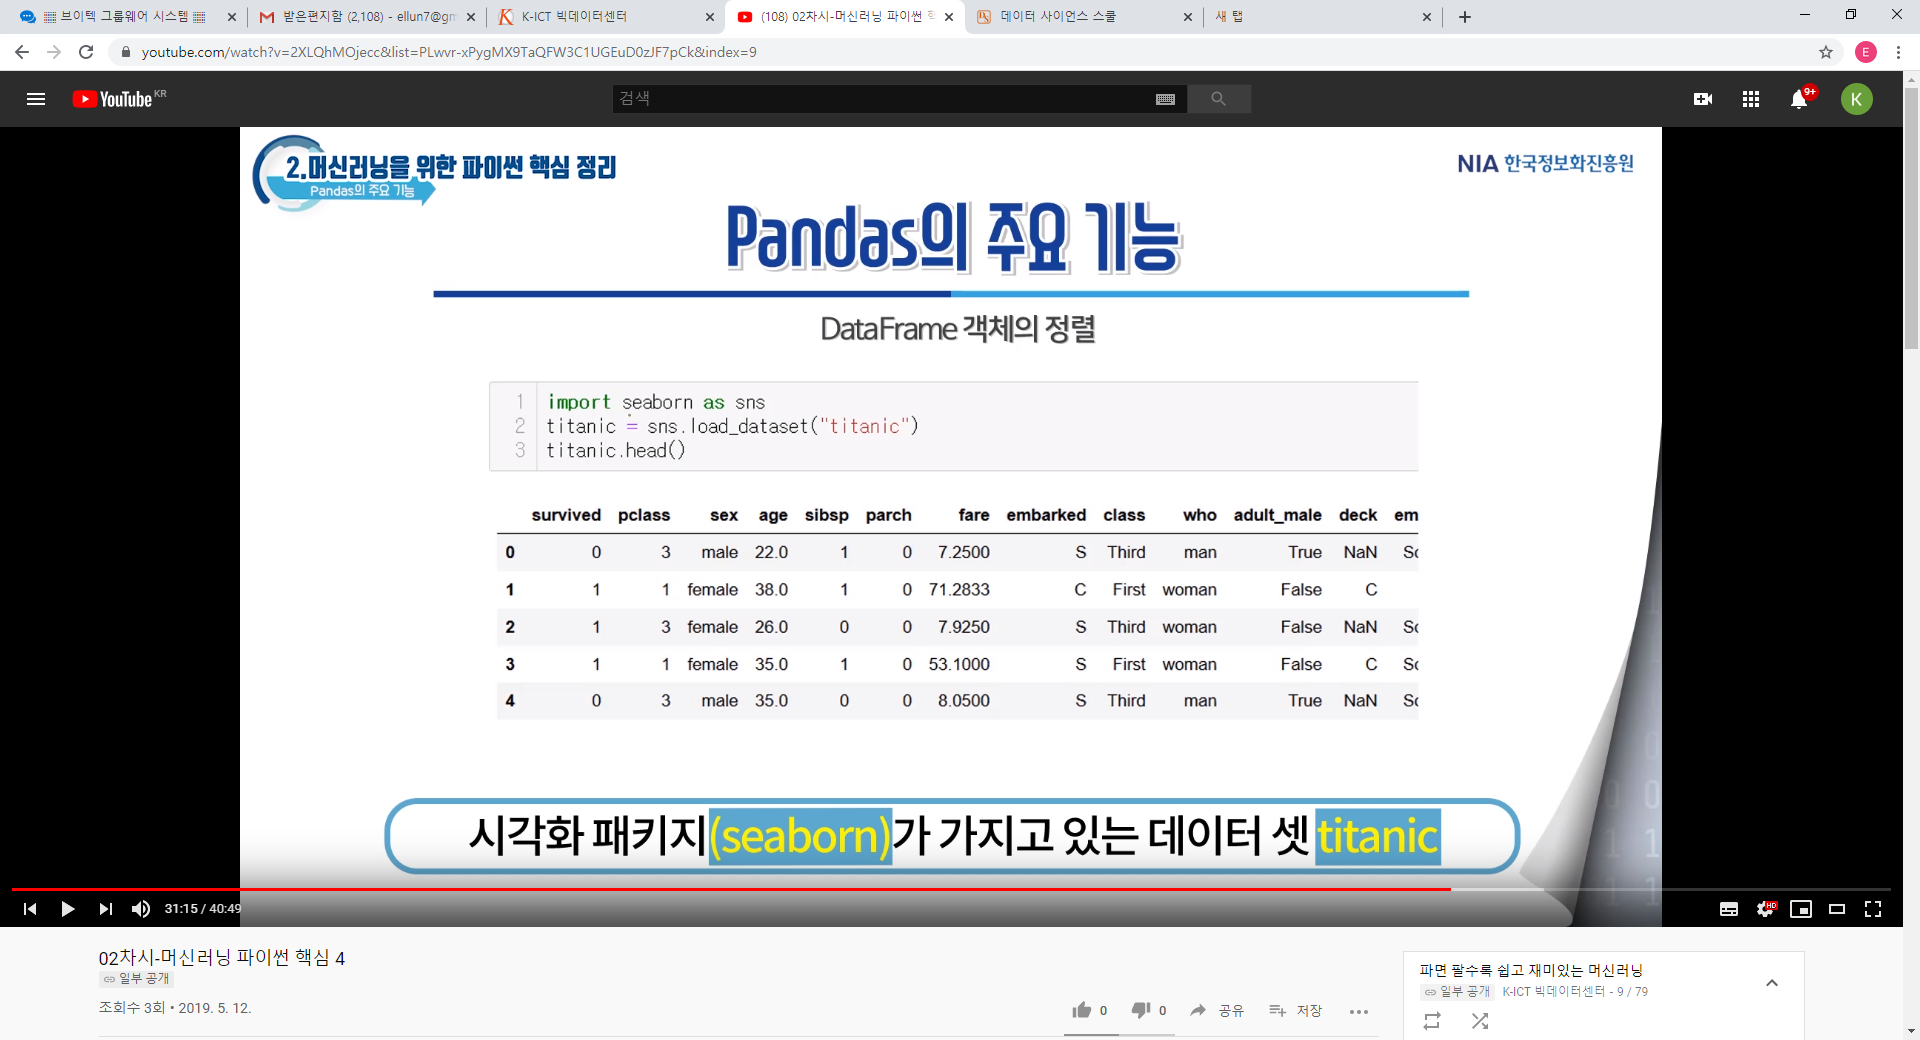 브이텍 그룹웨어 시스템
받은편지함 (2,108) - ellun7@gm
K-ICT 빅데이터센터
(108) 02차시-머신러닝 파이썬
데이터 사이언스 스쿨
새 탭
youtube.com/watch?v=2XLQhMOjecc&list=PLwvr-xPygMX9TaQFW3C1UGEuD0zJF7pCk&index=9
E
YouTube KR
검색
9+
K
2.머신러닝을 위한 파이썬 핵심 정리
Pandas의 주요 기능
NIA 한국정보화진흥원
Pandas의 주요 기능
DataFrame 객체의 정렬
1 import seaborn as sns
2 titanic = sns.load_dataset("titanic")
3 titanic.head()
survived pclass sex age sibsp parch fare embarked class who adult_male deck em
0 0 3 male 22.0 1 0 7.2500 S Third man True NaN Sc
1 1 1 female 38.0 1 0 71.2833 C First woman False C
2 1 3 female 26.0 0 0 7.9250 S Third woman False NaN Sc
3 1 1 female 35.0 1 0 53.1000 S First woman False C Sc
4 0 3 male 35.0 0 0 8.0500 S Third man True NaN Sc
시각화 패키지(seaborn)가 가지고 있는 데이터 셋 titanic
31:15 / 40:49
HD
02차시-머신러닝 파이썬 핵심 4
일부 공개
조회수 3회 • 2019. 5. 12.
0 0 공유 저장
파면 팔수록 쉽고 재미있는 머신러닝
일부 공개 K-ICT 빅데이터센터 - 9 / 79